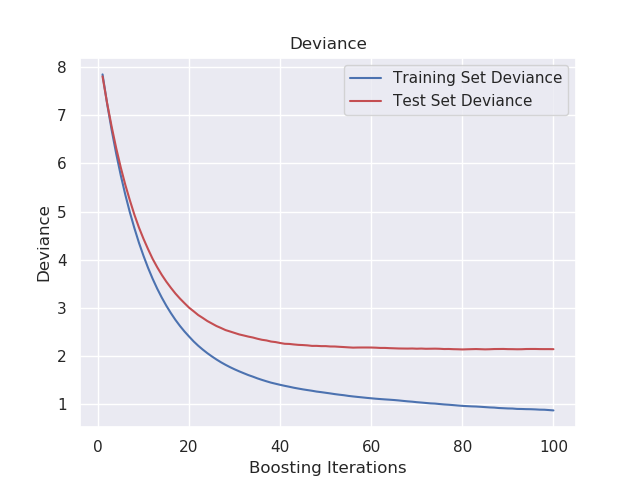 Deviance
8
7
6
5
4
3
2
1
Deviance
Training Set Deviance
Test Set Deviance
0 20 40 60 80 100
Boosting Iterations